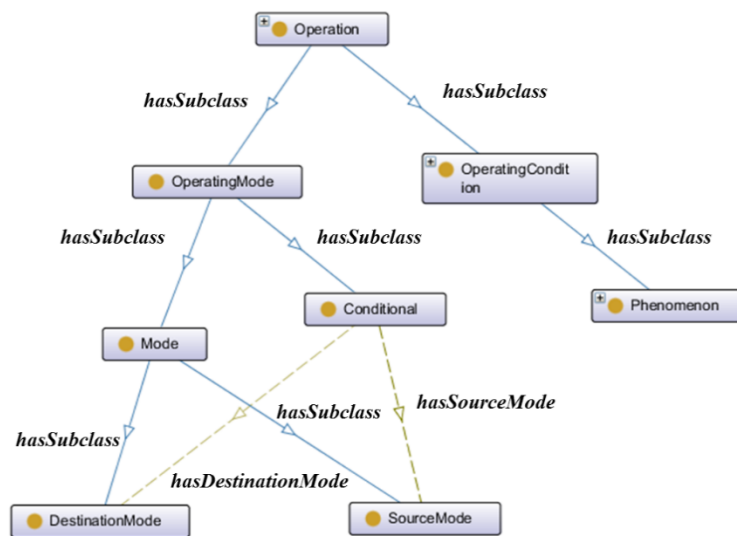 Operation
hasSubclass
hasSubclass
OperatingMode
OperatingCondit
ion
hasSubclass
hasSubclass
hasSubclass
Conditional
Phenomenon
Mode
hasSubclass
hasSourceMode
hasSubclass
hasDestinationMode
DestinationMode
SourceMode